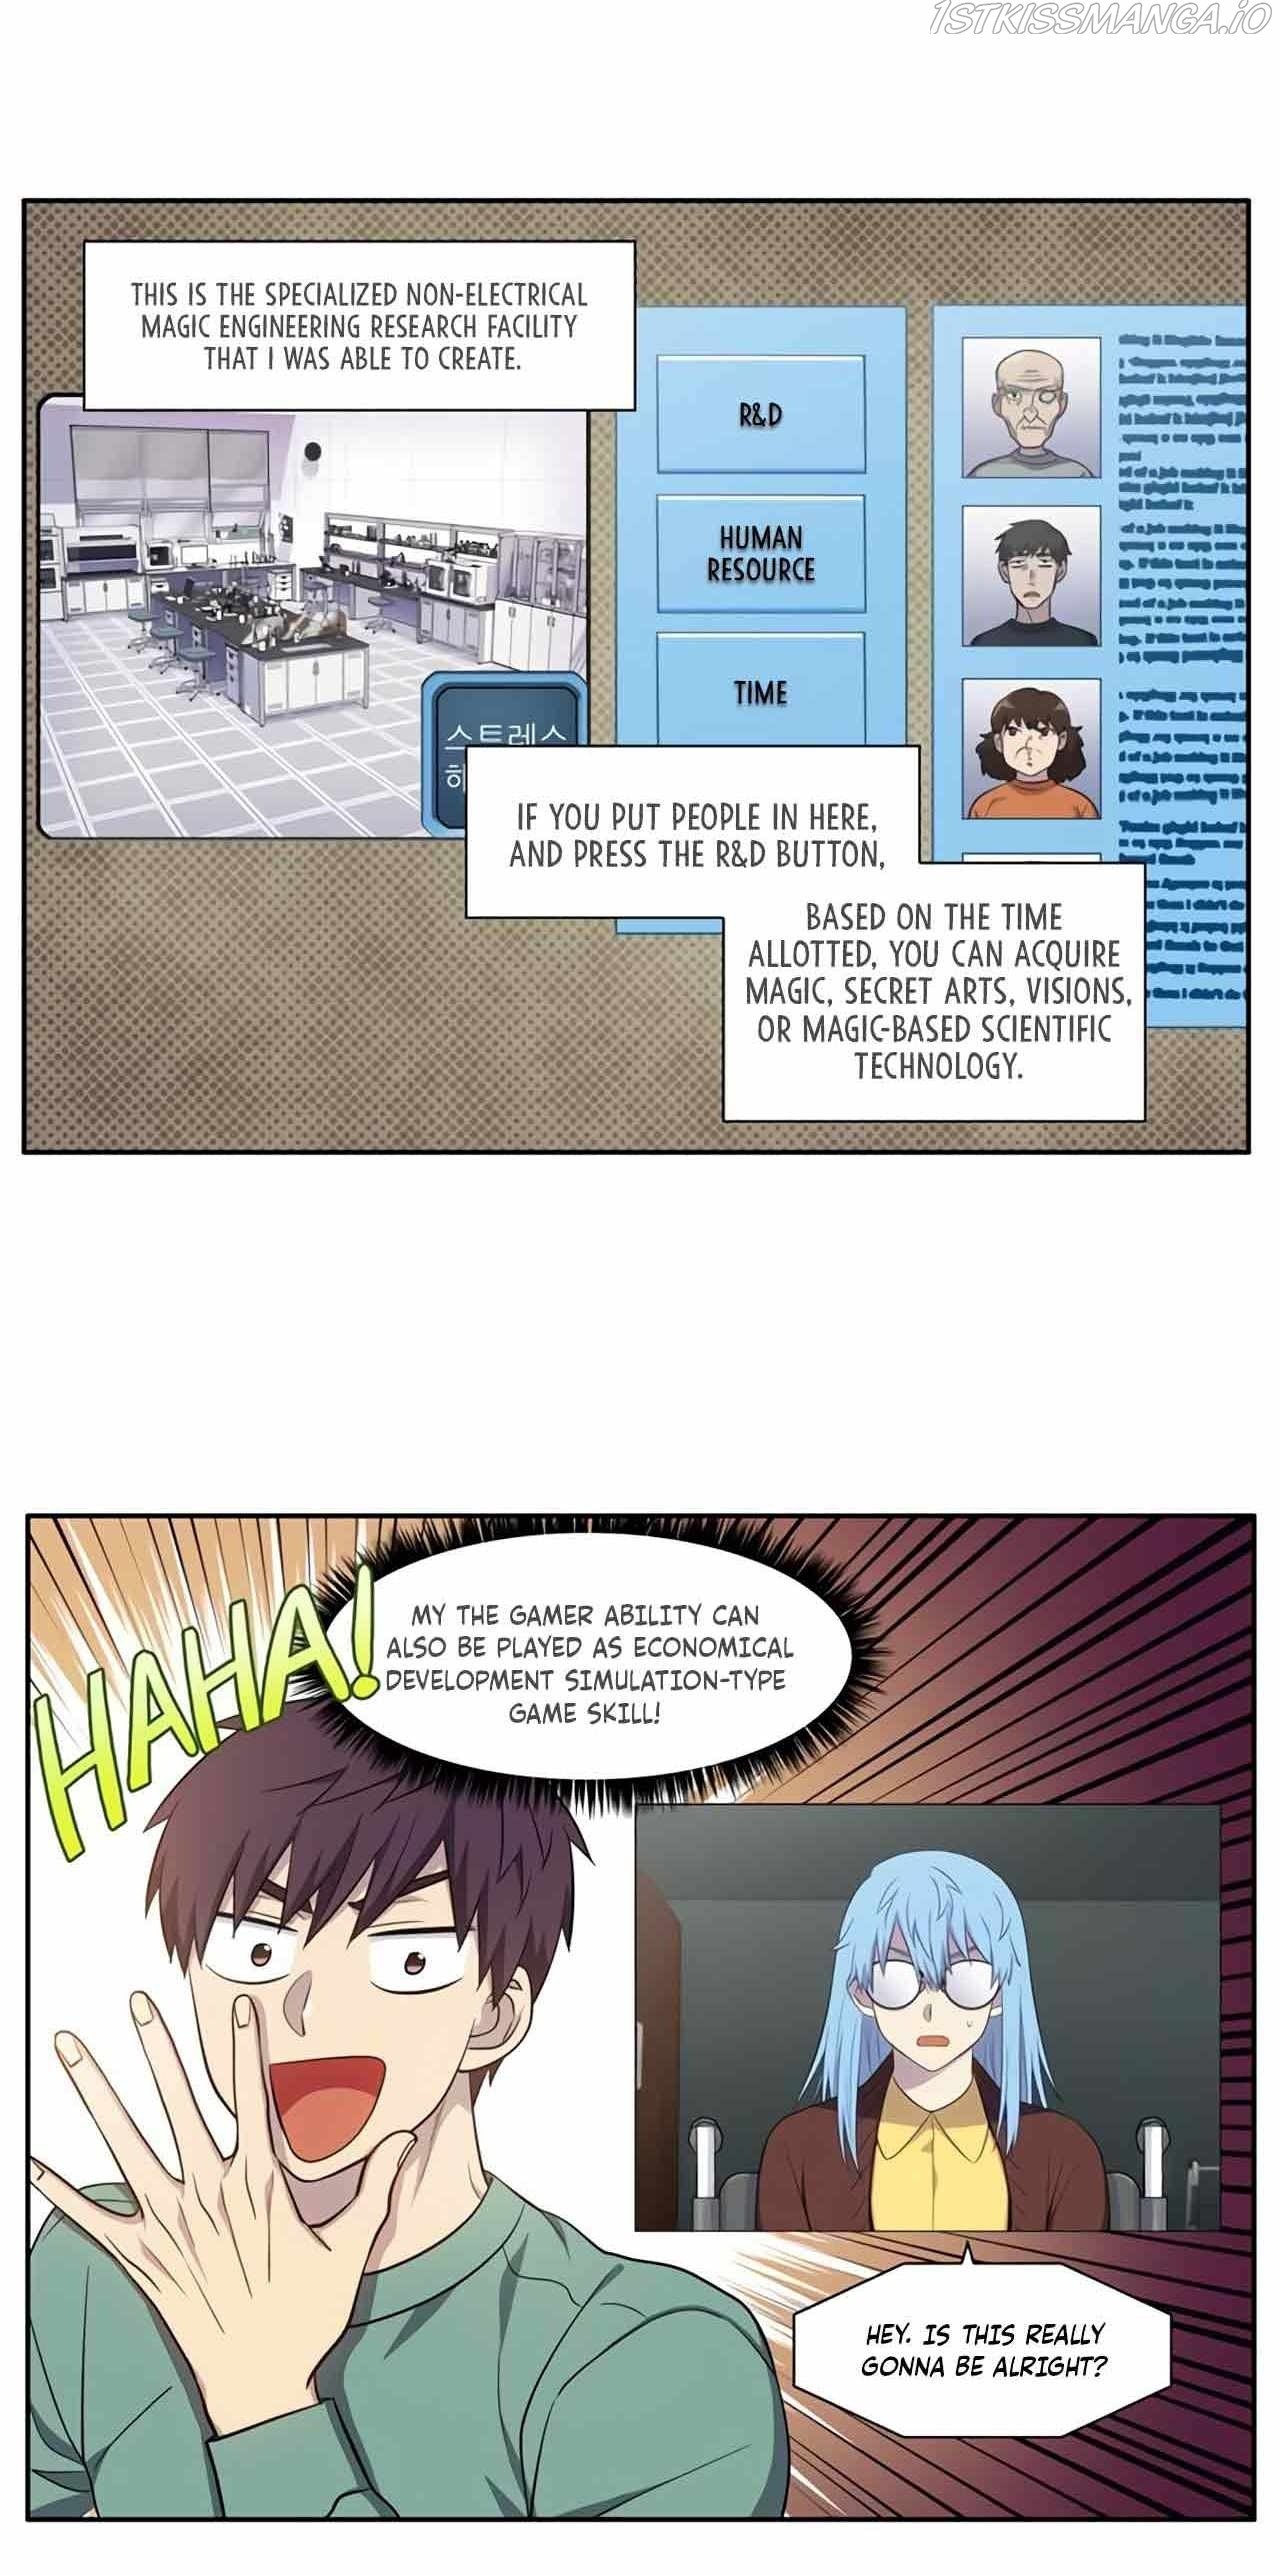 1STKISSMANGA.IO
THIS IS THE SPECIALIZED NON-ELECTRICAL
MAGIC ENGINEERING RESEARCH FACILITY
THAT I WAS ABLE TO CREATE.
R&D
HUMAN
RESOURCE
TIME
스트레스
IF YOU PUT PEOPLE IN HERE,
AND PRESS THE R&D BUTTON,
BASED ON THE TIME
ALLOTTED, YOU CAN ACQUIRE
MAGIC, SECRET ARTS, VISIONS,
OR MAGIC-BASED SCIENTIFIC
TECHNOLOGY.
HAHA!
MY THE GAMER ABILITY CAN
ALSO BE PLAYED AS ECONOMICAL
DEVELOPMENT SIMULATION-TYPE
GAME SKILL!
HEY. IS THIS REALLY
GONNA BE ALRIGHT?